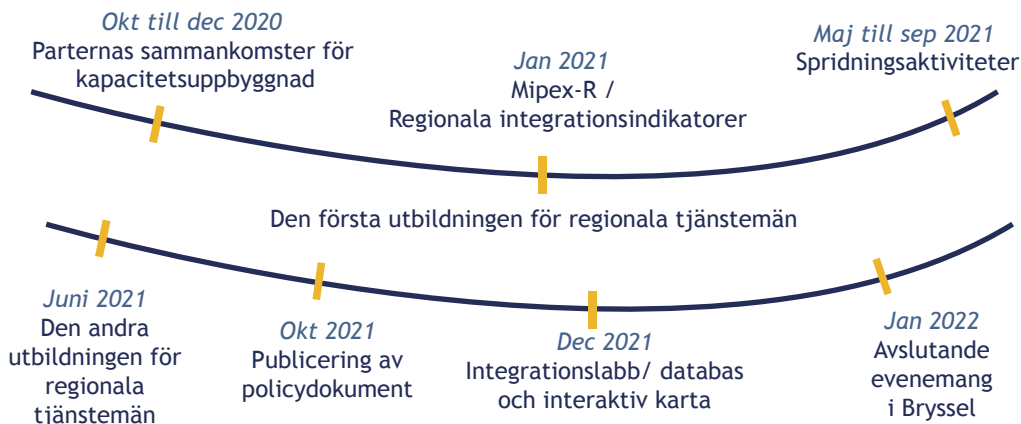 Okt till dec 2020
Parternas sammankomster för
kapacitetsuppbyggnad
Jan 2021
Mipex-R /
Regionala integrationsindikatorer
Maj till sep 2021
Spridningsaktiviteter
Den första utbildningen för regionala tjänstemän
Juni 2021
Den andra
utbildningen för
regionala
tjänstemän
Okt 2021
Publicering av
policydokument
Dec 2021
Integrationslabb/ databas
och interaktiv karta
Jan 2022
Avslutande
evenemang
i Bryssel